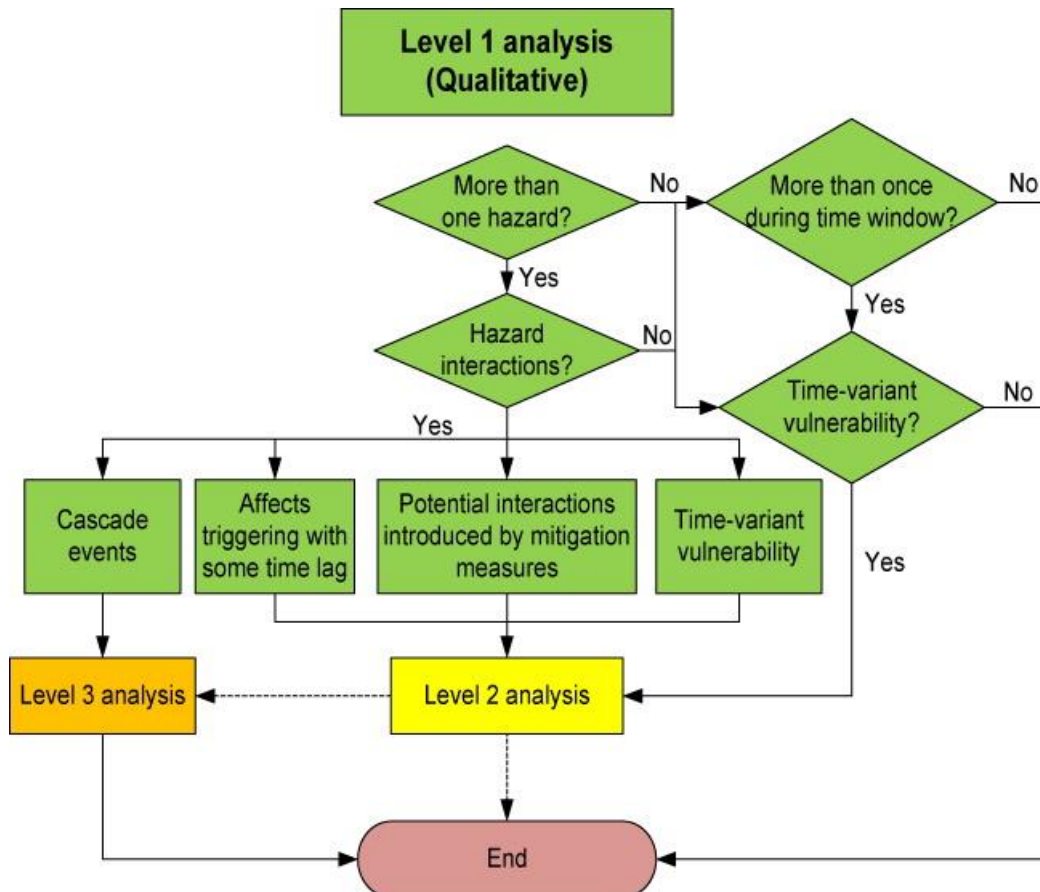 Level 1 analysis
(Qualitative)
More than
one hazard?
No
More than once
during time window?
No
Yes
Yes
Hazard
interactions?
No
Time-variant
vulnerability?
No
Yes
Cascade
events
Affects
triggering with
some time lag
Potential interactions
introduced by mitigation
measures
Time-variant
vulnerability
Yes
Level 3 analysis
Level 2 analysis
End